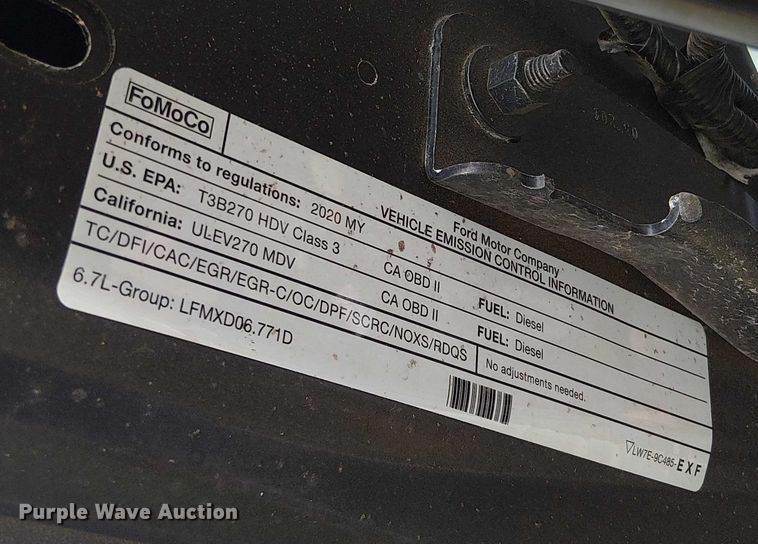 FoMoCo
Ford Motor Company
VEHICLE EMISSION CONTROL INFORMATION
Conforms to regulations: 2020 MY
U.S. EPA: T3B270 HDV Class 3 CA OBD II FUEL: Diesel
California: ULEV270 MDV CA OBD II FUEL: Diesel
TC/DFI/CAC/EGR/EGR-C/OC/DPF/SCRC/NOXS/RDQS No adjustments needed.
6.7L-Group: LFMXD06.771D
LW7E-9C485-EXF
Purple Wave Auction